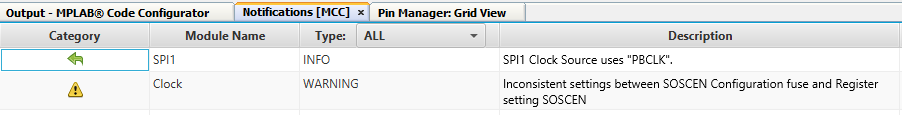 Output - MPLAB® Code Configurator Notifications [MCC] × Pin Manager: Grid View
Category Module Name Type: ALL Description
SPI1 INFO SPI1 Clock Source uses "PBCLK".
Clock WARNING Inconsistent settings between SOSCEN Configuration fuse and Register
setting SOSCEN